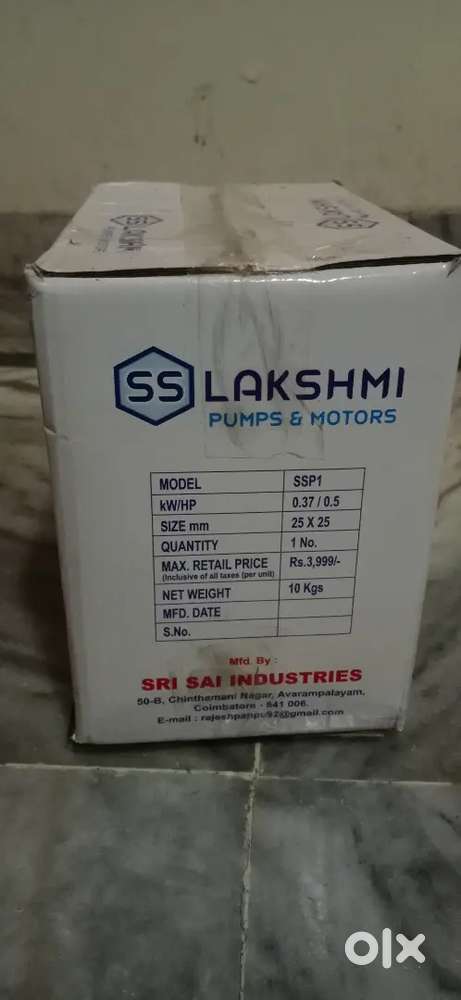 SS
SS LAKSHMI
PUMPS & MOTORS
MODEL SSP1
kW/HP 0.37 / 0.5
SIZE mm 25 X 25
QUANTITY 1 No.
MAX. RETAIL PRICE Rs.3,999/-
(Inclusive of all taxes (per unit)
NET WEIGHT 10 Kgs
MFD. DATE
S.No.
Mfd. By :
SRI SAI INDUSTRIES
50-B, Chinthamani Nagar, Avarampalayam,
Coimbatore - 641 006.
E-mail : rajeshpappu92@gmail.com
olx